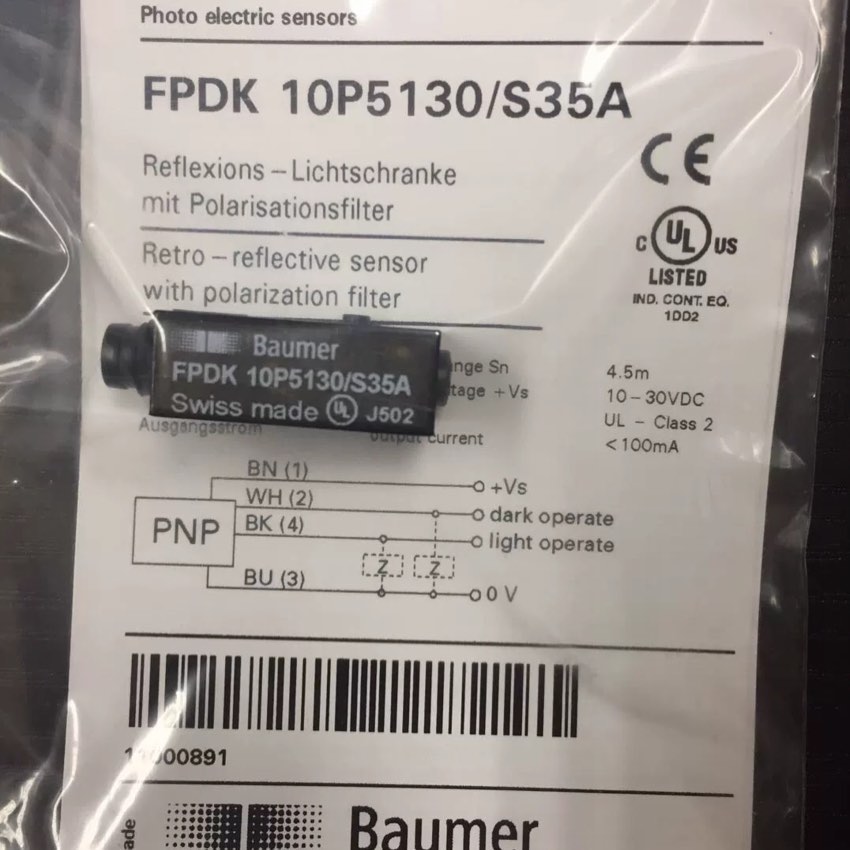 Photo electric sensors
FPDK 10P5130/S35A
CE
Reflexions – Lichtschranke
mit Polarisationsfilter
C UL US
LISTED
IND. CONT. EQ.
1DD2
Retro – reflective sensor
with polarization filter
Baumer
FPDK 10P5130/S35A
Swiss made UL J502
Sn 4.5m
+Vs 10–30VDC
UL – Class 2
Ausgangsstrom output current <100mA
BN (1) +Vs
WH (2) dark operate
PNP BK (4) light operate
Z Z
BU (3) 0 V
Baumer